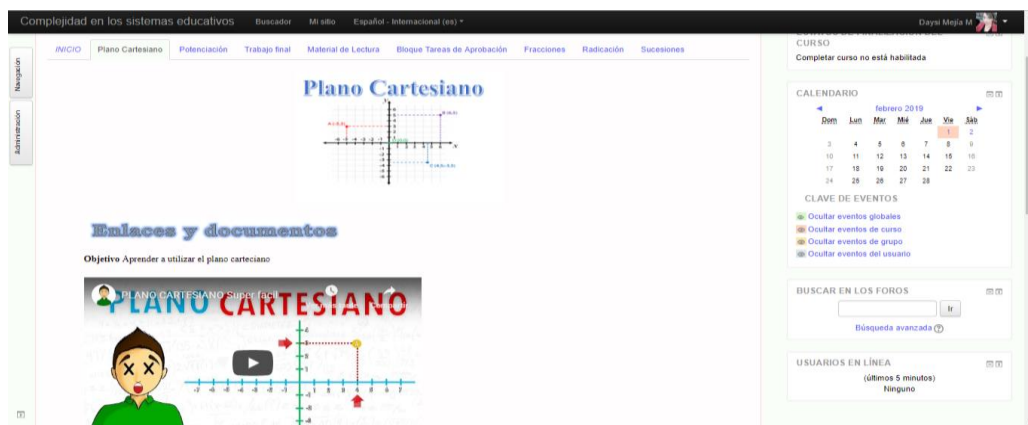 Complejidad en los sistemas educativos Buscador Mi sitio Español - Internacional (es) Daysi Mejía M
Navegación
Administración
INICIO Plano Cartesiano Potenciación Trabajo final Material de Lectura Bloque Tareas de Aprobación Fracciones Radicación Sucesiones
Plano Cartesiano
Enlaces y documentos
Objetivo Aprender a utilizar el plano carteciano
PLANO CARTESIANO Super fácil
PLANO CARTESIANO
CURSO
Completar curso no está habilitada
CALENDARIO
febrero 2019
Dom Lun Mar Mié Jue Vie Sáb
1 2
3 4 5 6 7 8 9
10 11 12 13 14 15 16
17 18 19 20 21 22 23
24 25 26 27 28
CLAVE DE EVENTOS
Ocultar eventos globales
Ocultar eventos de curso
Ocultar eventos de grupo
Ocultar eventos del usuario
BUSCAR EN LOS FOROS
Ir
Búsqueda avanzada
USUARIOS EN LÍNEA
(últimos 5 minutos)
Ninguno